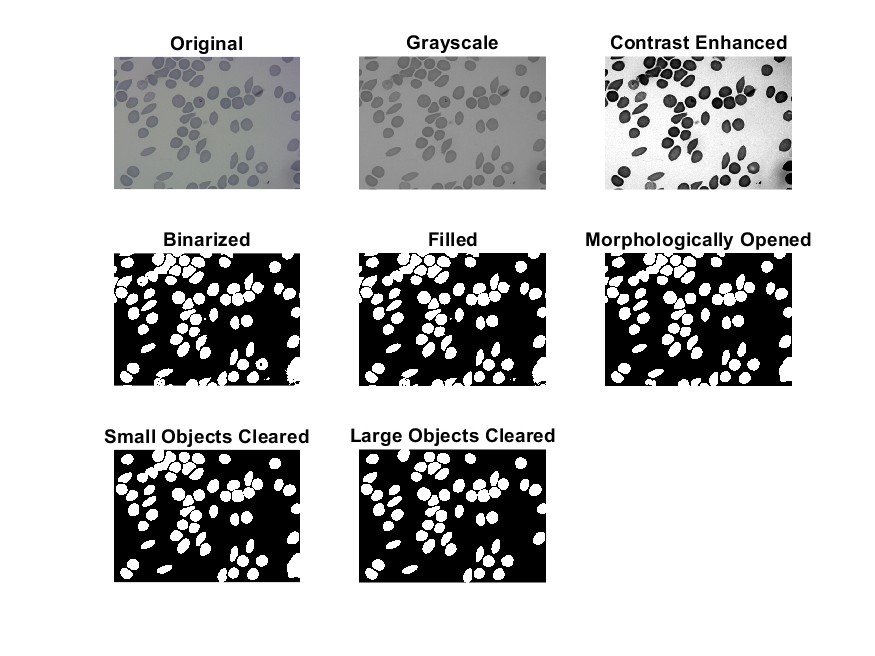 Original
Grayscale
Contrast Enhanced
Binarized
Filled
Morphologically Opened
Small Objects Cleared
Large Objects Cleared